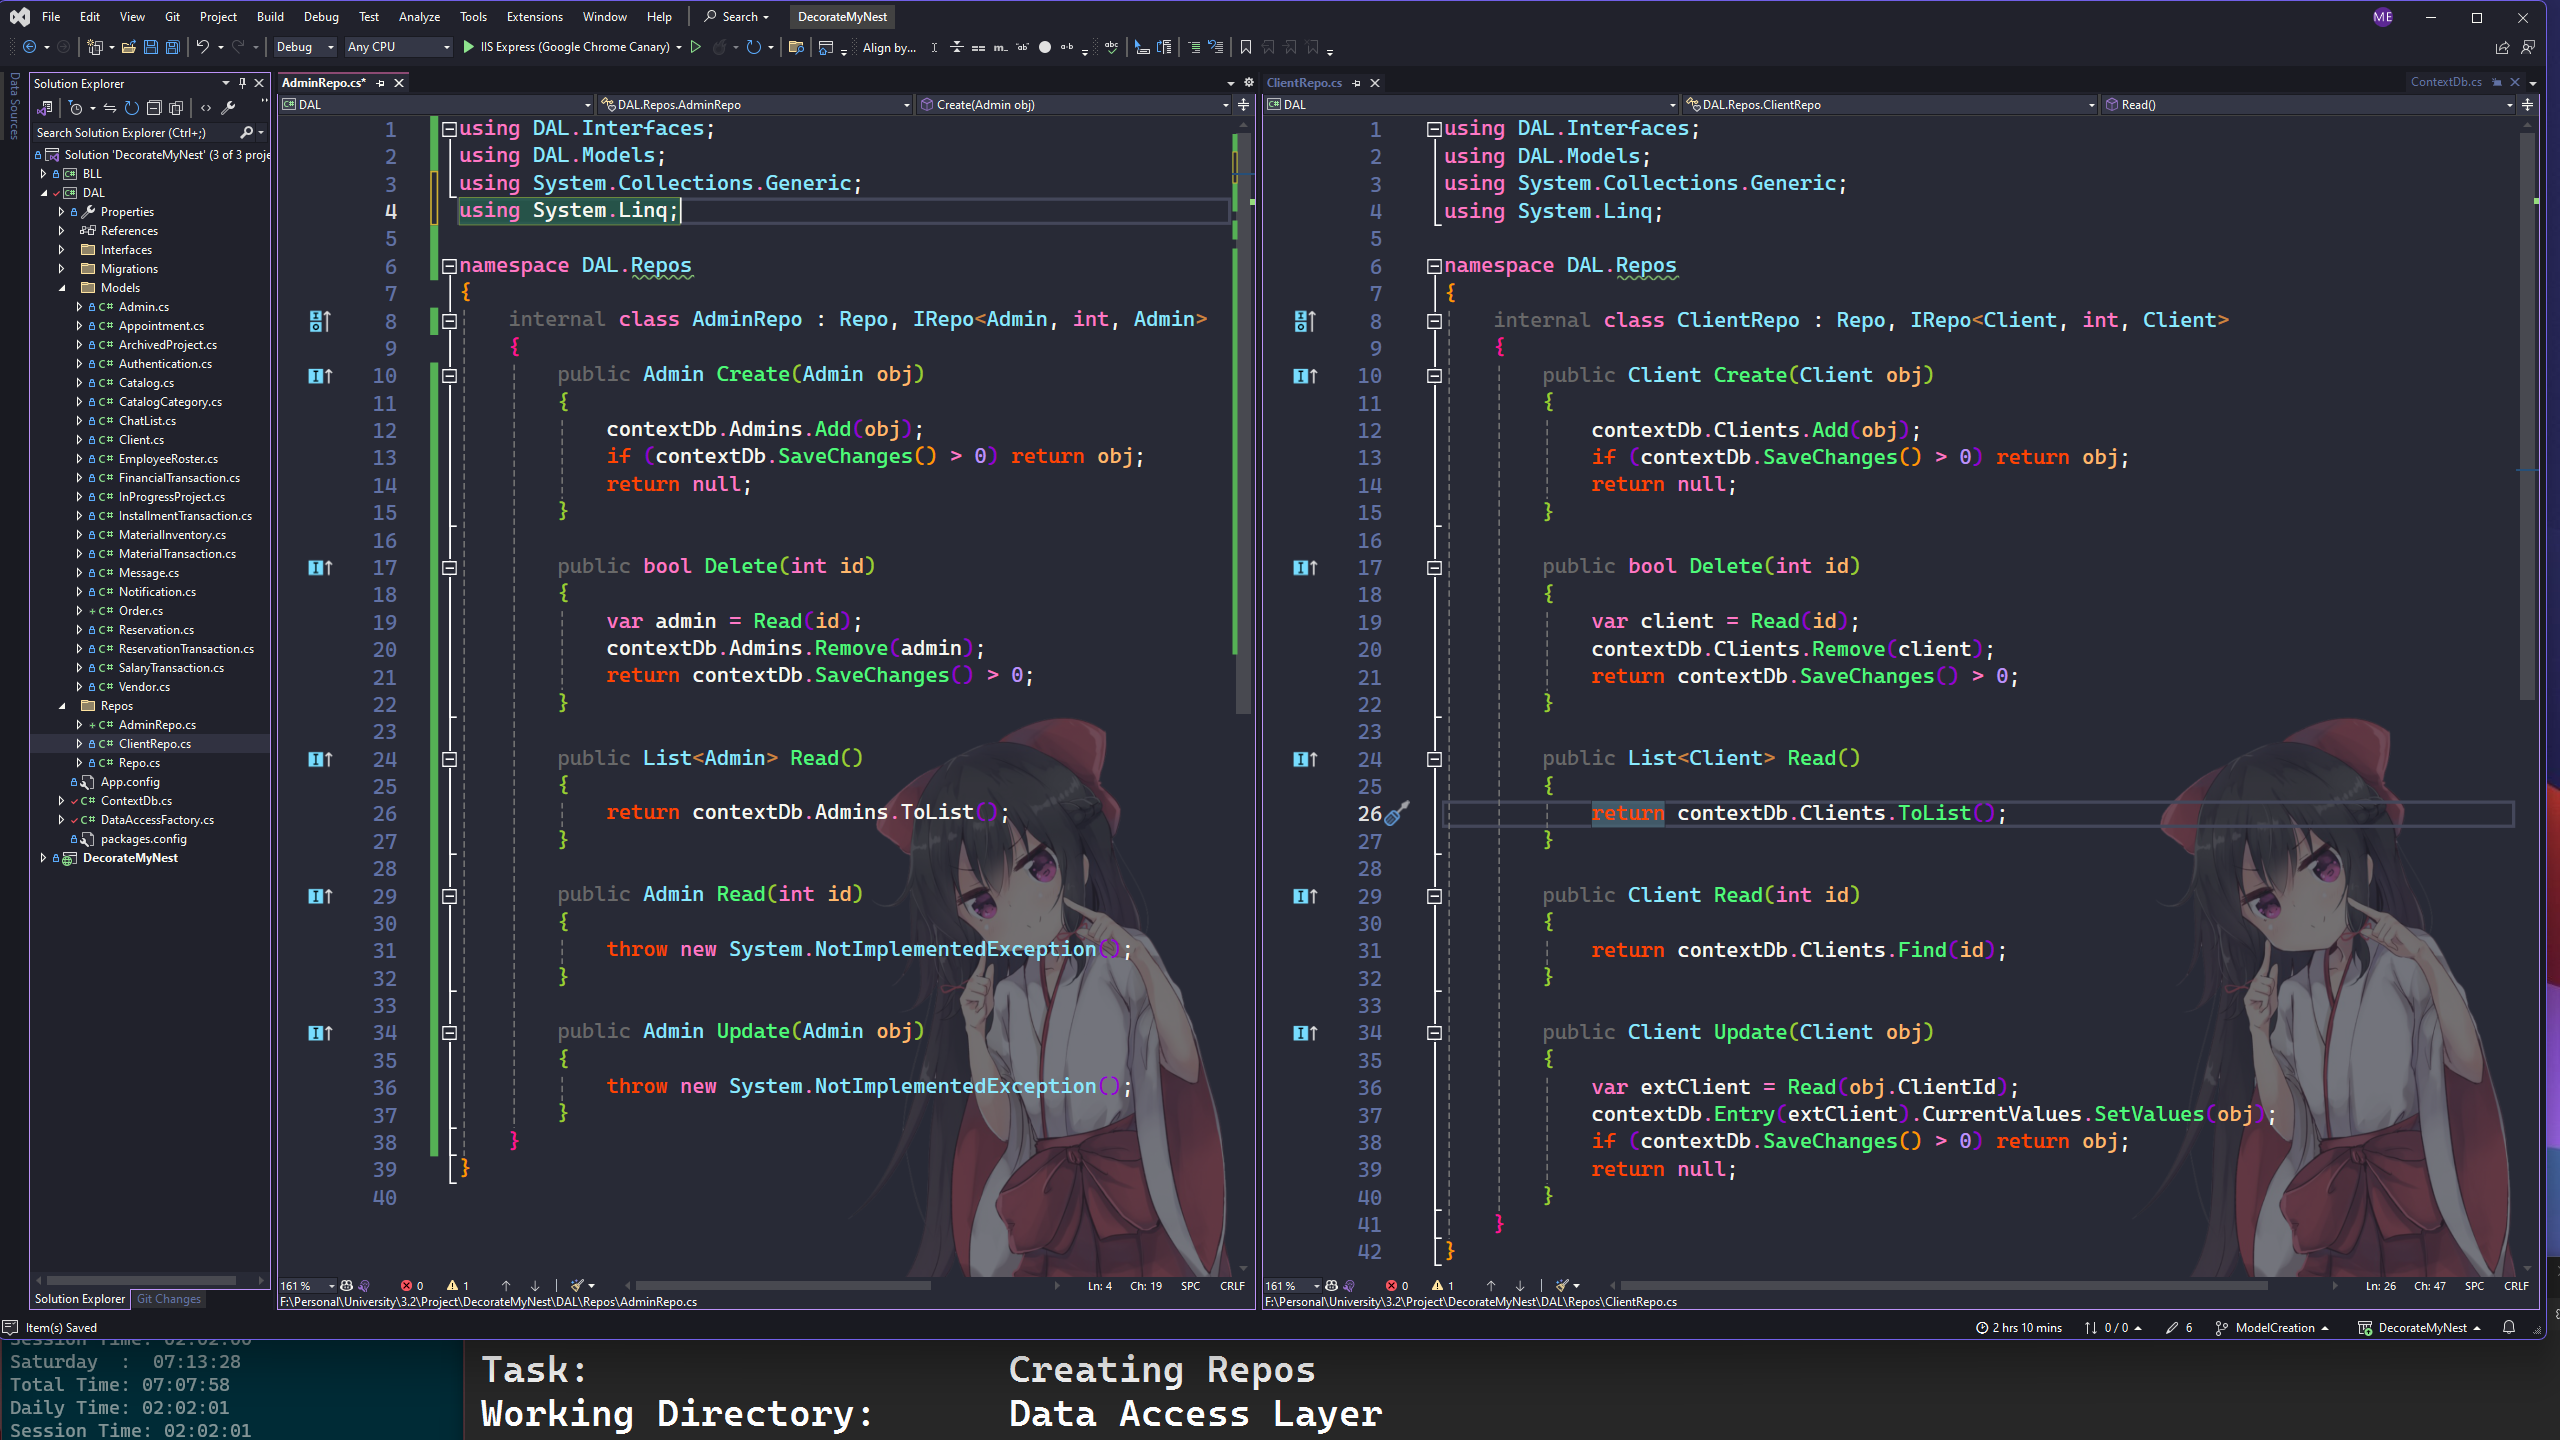 File Edit View Git Project Build Debug Test Analyze Tools Extensions Window Help Search DecorateMyNest ME
Debug Any CPU IIS Express (Google Chrome Canary) Align by...
Data Sources
Solution Explorer
Search Solution Explorer (Ctrl+;)
Solution 'DecorateMyNest' (3 of 3 proje
BLL
DAL
Properties
References
Interfaces
Migrations
Models
C# Admin.cs
C# Appointment.cs
C# ArchivedProject.cs
C# Authentication.cs
C# Catalog.cs
C# CatalogCategory.cs
C# ChatList.cs
C# Client.cs
C# EmployeeRoster.cs
C# FinancialTransaction.cs
C# InProgressProject.cs
C# InstallmentTransaction.cs
C# MaterialInventory.cs
C# MaterialTransaction.cs
C# Message.cs
C# Notification.cs
C# Order.cs
C# Reservation.cs
C# ReservationTransaction.cs
C# SalaryTransaction.cs
C# Vendor.cs
Repos
C# AdminRepo.cs
C# ClientRepo.cs
C# Repo.cs
App.config
C# ContextDb.cs
C# DataAccessFactory.cs
packages.config
DecorateMyNest
Solution Explorer Git Changes
AdminRepo.cs*
DAL DAL.Repos.AdminRepo Create(Admin obj)
1 using DAL.Interfaces;
2 using DAL.Models;
3 using System.Collections.Generic;
4 using System.Linq;
5
6 namespace DAL.Repos
7 {
8 internal class AdminRepo : Repo, IRepo<Admin, int, Admin>
9 {
10 public Admin Create(Admin obj)
11 {
12 contextDb.Admins.Add(obj);
13 if (contextDb.SaveChanges() > 0) return obj;
14 return null;
15 }
16
17 public bool Delete(int id)
18 {
19 var admin = Read(id);
20 contextDb.Admins.Remove(admin);
21 return contextDb.SaveChanges() > 0;
22 }
23
24 public List<Admin> Read()
25 {
26 return contextDb.Admins.ToList();
27 }
28
29 public Admin Read(int id)
30 {
31 throw new System.NotImplementedException();
32 }
33
34 public Admin Update(Admin obj)
35 {
36 throw new System.NotImplementedException();
37 }
38 }
39 }
40
161 % 0 1 Ln: 4 Ch: 19 SPC CRLF
F:\Personal\University\3.2\Project\DecorateMyNest\DAL\Repos\AdminRepo.cs
ClientRepo.cs ContextDb.cs
DAL DAL.Repos.ClientRepo Read()
1 using DAL.Interfaces;
2 using DAL.Models;
3 using System.Collections.Generic;
4 using System.Linq;
5
6 namespace DAL.Repos
7 {
8 internal class ClientRepo : Repo, IRepo<Client, int, Client>
9 {
10 public Client Create(Client obj)
11 {
12 contextDb.Clients.Add(obj);
13 if (contextDb.SaveChanges() > 0) return obj;
14 return null;
15 }
16
17 public bool Delete(int id)
18 {
19 var client = Read(id);
20 contextDb.Clients.Remove(client);
21 return contextDb.SaveChanges() > 0;
22 }
23
24 public List<Client> Read()
25 {
26 return contextDb.Clients.ToList();
27 }
28
29 public Client Read(int id)
30 {
31 return contextDb.Clients.Find(id);
32 }
33
34 public Client Update(Client obj)
35 {
36 var extClient = Read(obj.ClientId);
37 contextDb.Entry(extClient).CurrentValues.SetValues(obj);
38 if (contextDb.SaveChanges() > 0) return obj;
39 return null;
40 }
41 }
42 }
161 % 0 1 Ln: 26 Ch: 47 SPC CRLF
F:\Personal\University\3.2\Project\DecorateMyNest\DAL\Repos\ClientRepo.cs
Item(s) Saved 2 hrs 10 mins 0 / 0 6 ModelCreation DecorateMyNest
Session Time: 02:02:00
Saturday : 07:13:28
Total Time: 07:07:58
Daily Time: 02:02:01
Session Time: 02:02:01
Task: Creating Repos
Working Directory: Data Access Layer